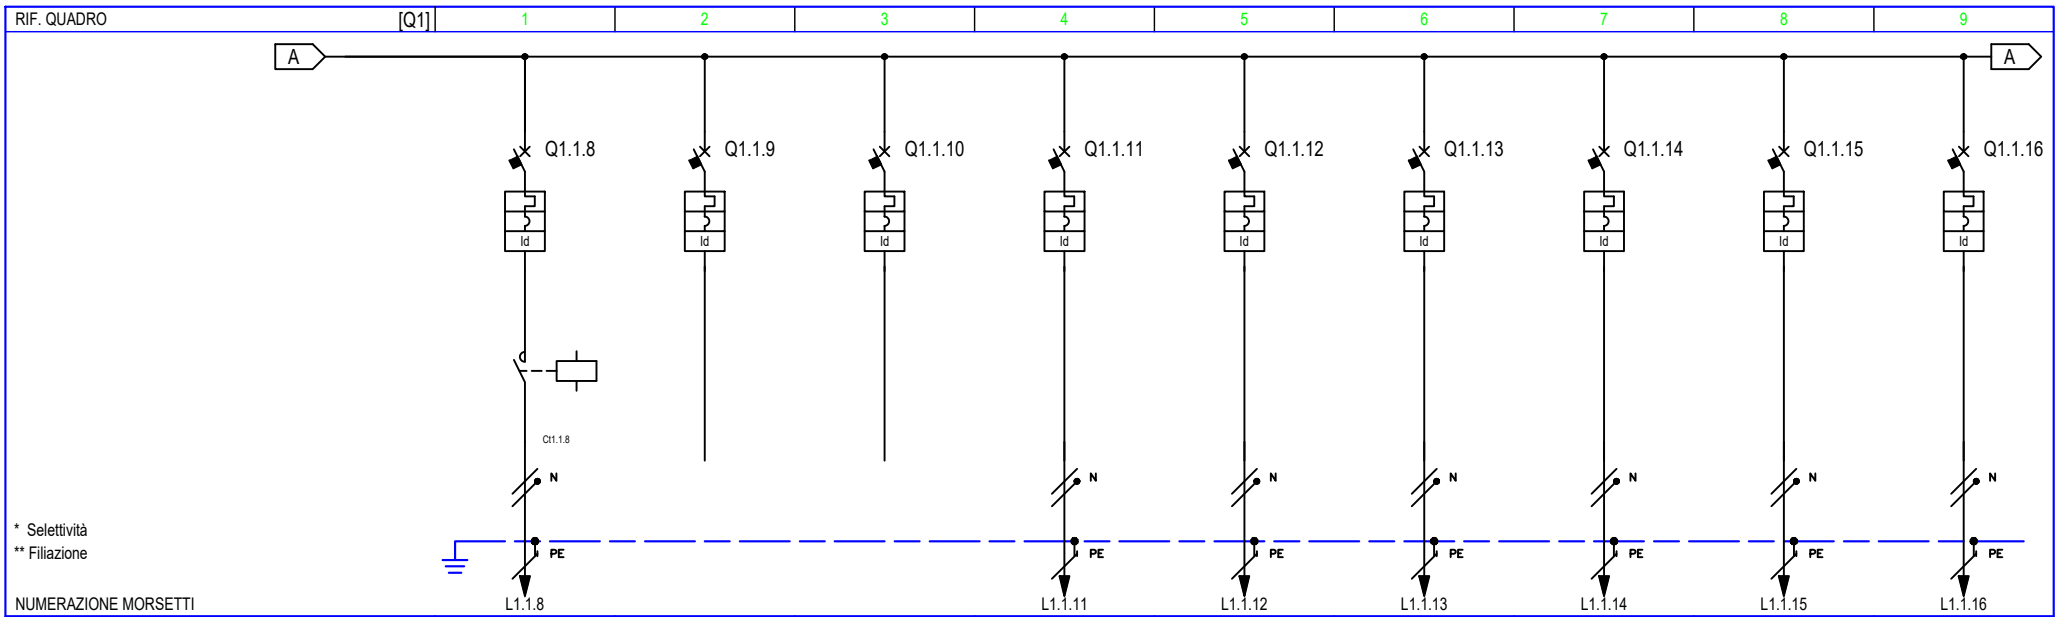 RIF. QUADRO [Q1] 1 2 3 4 5 6 7 8 9
A A
Q1.1.8 Q1.1.9 Q1.1.10 Q1.1.11 Q1.1.12 Q1.1.13 Q1.1.14 Q1.1.15 Q1.1.16
Id Id Id Id Id Id Id Id Id
Ct1.1.8
N N N N N N N
* Selettività
** Filiazione
PE PE PE PE PE PE PE
NUMERAZIONE MORSETTI L1.1.8 L1.1.11 L1.1.12 L1.1.13 L1.1.14 L1.1.15 L1.1.16